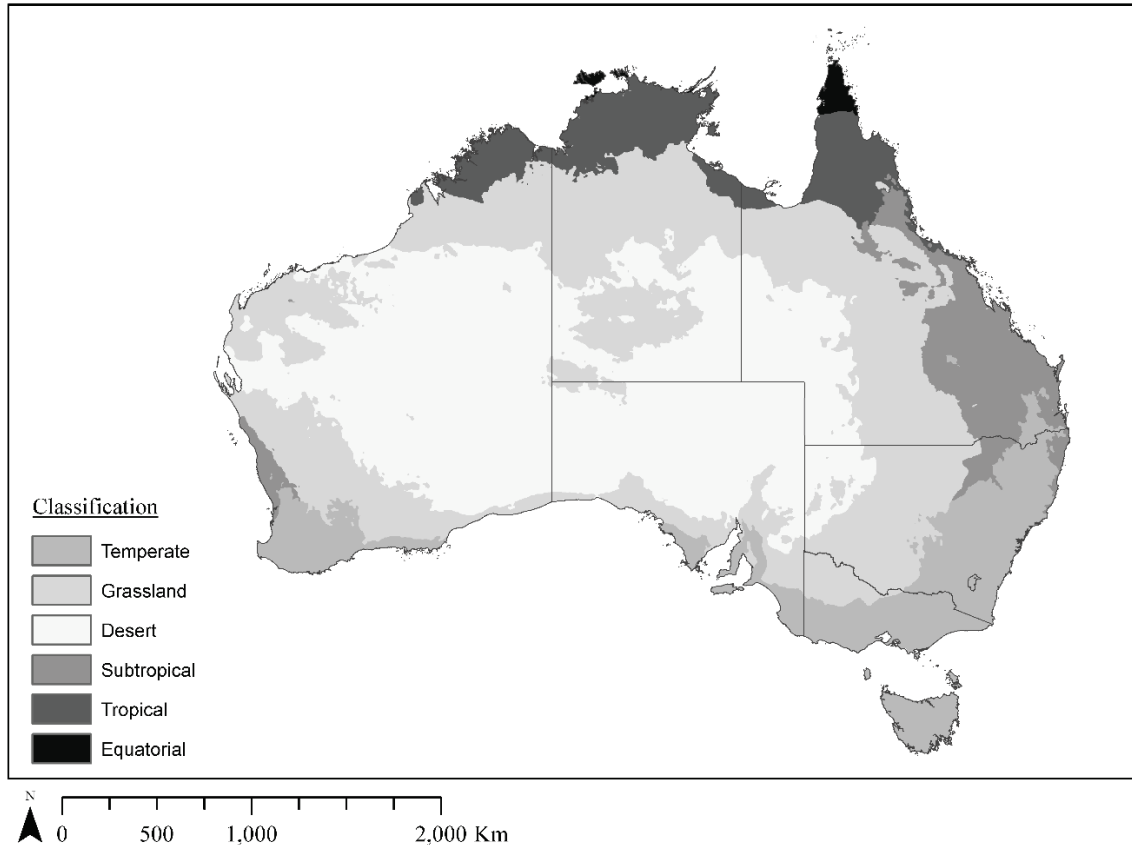 Classification
Temperate
Grassland
Desert
Subtropical
Tropical
Equatorial
N
0 500 1,000 2,000 Km